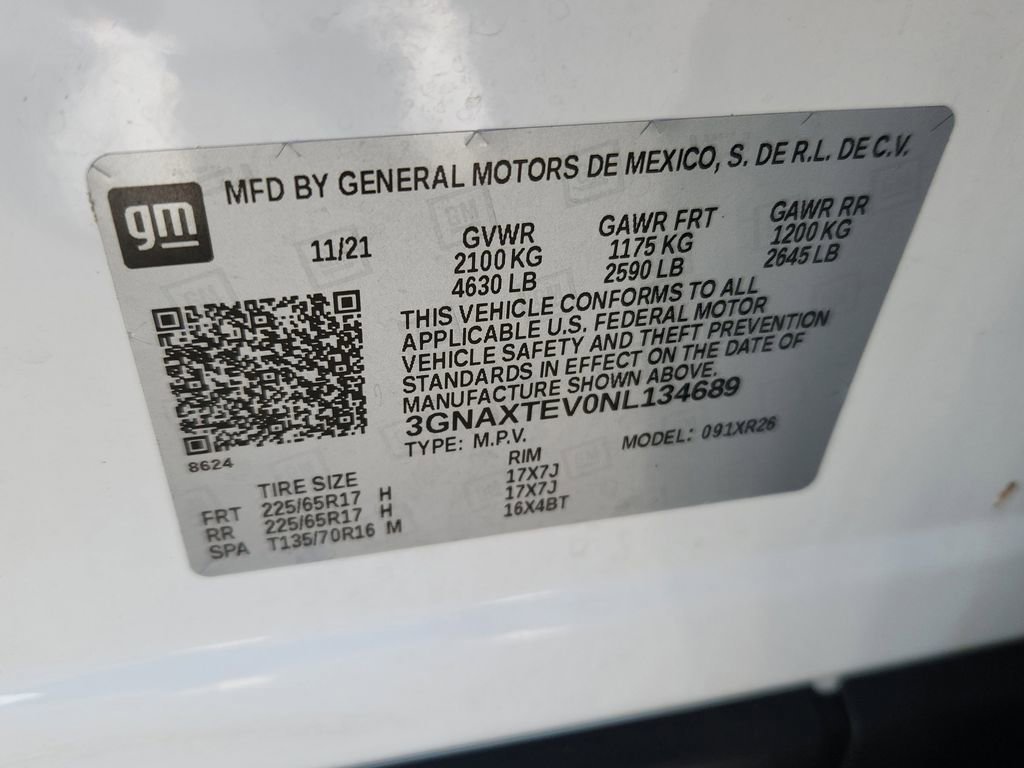 gm
MFD BY GENERAL MOTORS DE MEXICO, S. DE R.L. DE C.V.
11/21
GVWR
2100 KG
4630 LB
GAWR FRT
1175 KG
2590 LB
GAWR RR
1200 KG
2645 LB
THIS VEHICLE CONFORMS TO ALL
APPLICABLE U.S. FEDERAL MOTOR
VEHICLE SAFETY AND THEFT PREVENTION
STANDARDS IN EFFECT ON THE DATE OF
MANUFACTURE SHOWN ABOVE.
3GNAXTEV0NL134689
TYPE: M.P.V. MODEL: 091XR26
8624
TIRE SIZE RIM
FRT 225/65R17 H 17X7J
RR 225/65R17 H 17X7J
SPA T135/70R16 M 16X4BT